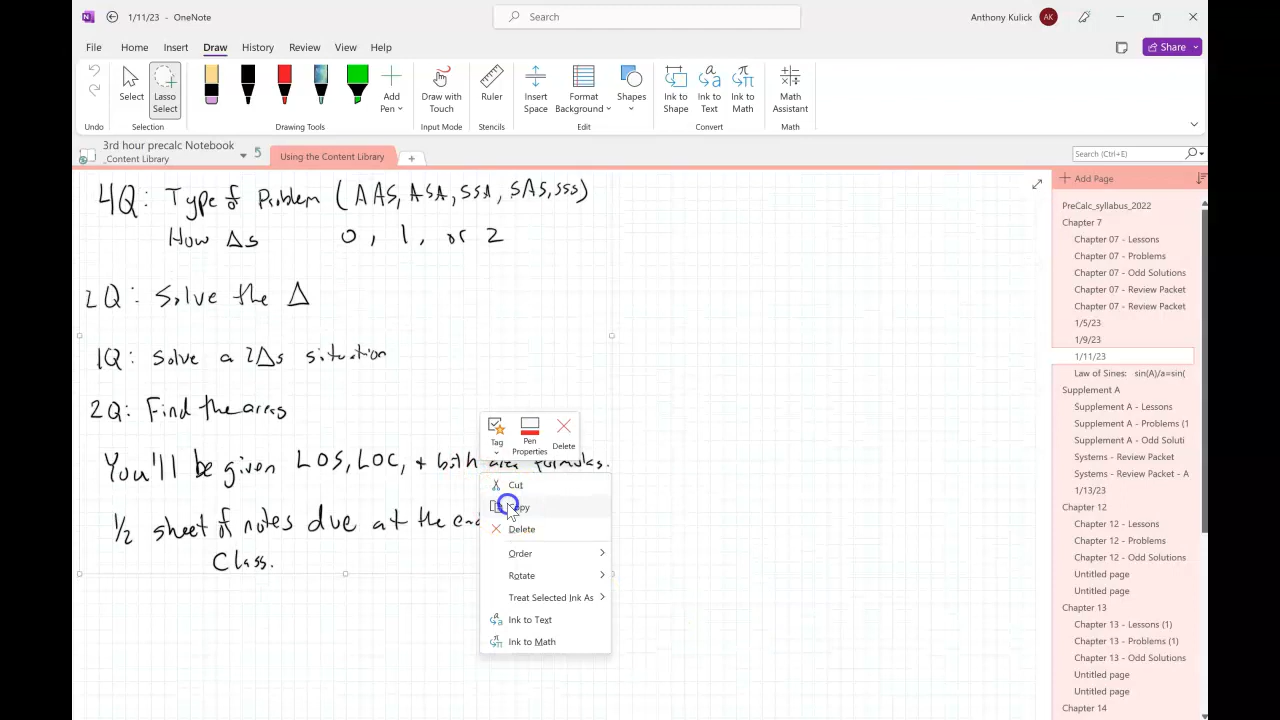 1/11/23 - OneNote
Search
Anthony Kulick
AK
File Home Insert Draw History Review View Help
Share
Select
Lasso Select
Add Pen
Draw with Touch
Ruler
Insert Space
Format Background
Shapes
Ink to Shape
Ink to Text
Ink to Math
Math Assistant
Undo Selection Drawing Tools Input Mode Stencils Edit Convert Math
3rd hour precalc Notebook
_Content Library
Using the Content Library
Search (Ctrl+E)
4Q: Type of Problem (AAS, ASA, SSA, SAS, SSS)
How Δs 0, 1, or 2
2Q: Solve the Δ
1Q: Solve a 2Δs situation
2Q: Find the area
You'll be given LOS, LOC, + both area formulas.
1/2 sheet of notes due at the end
Class.
Tag
Pen Properties
Delete
Cut
Copy
Delete
Order
Rotate
Treat Selected Ink As
Ink to Text
Ink to Math
Add Page
PreCalc_syllabus_2022
Chapter 7
Chapter 07 - Lessons
Chapter 07 - Problems
Chapter 07 - Odd Solutions
Chapter 07 - Review Packet
Chapter 07 - Review Packet
1/5/23
1/9/23
1/11/23
Law of Sines: sin(A)/a=sin(
Supplement A
Supplement A - Lessons
Supplement A - Problems (1
Supplement A - Odd Soluti
Systems - Review Packet
Systems - Review Packet - A
1/13/23
Chapter 12
Chapter 12 - Lessons
Chapter 12 - Problems
Chapter 12 - Odd Solutions
Untitled page
Untitled page
Chapter 13
Chapter 13 - Lessons (1)
Chapter 13 - Problems (1)
Chapter 13 - Odd Solutions
Untitled page
Untitled page
Chapter 14